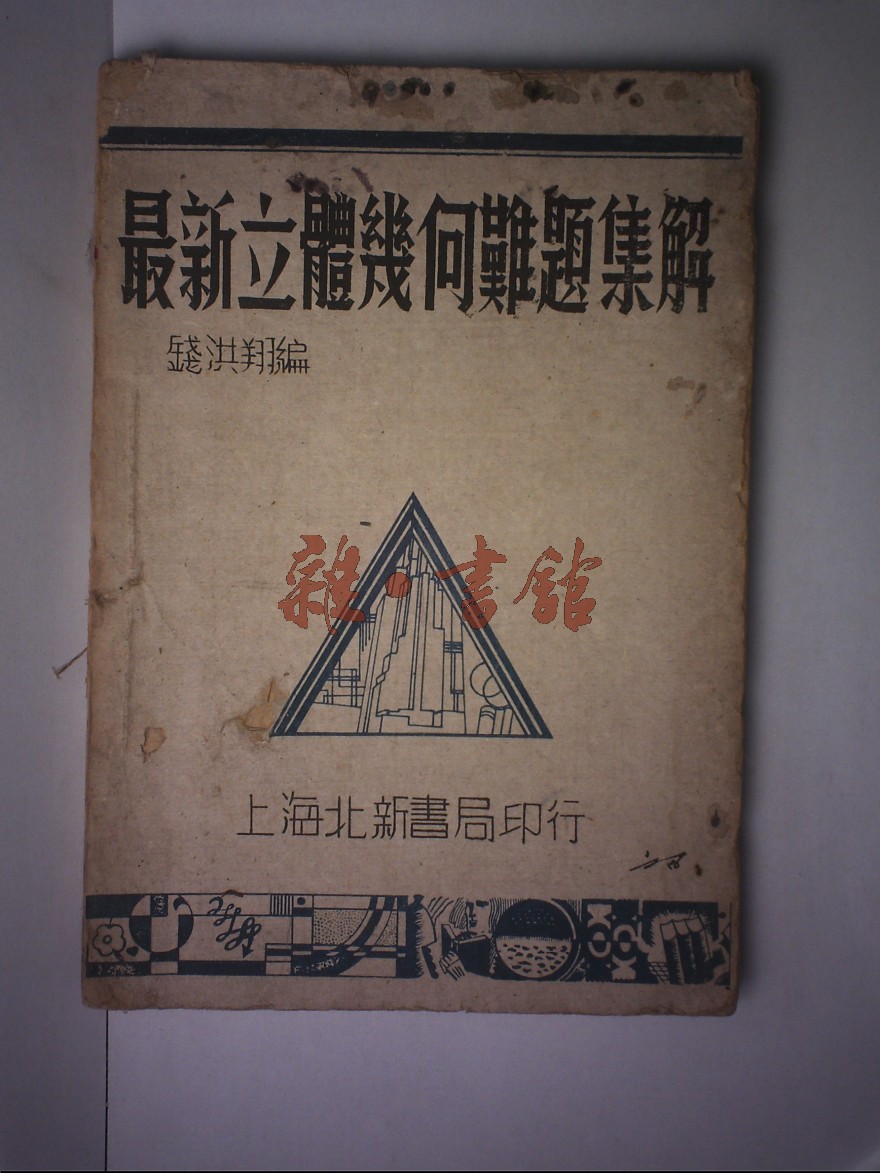 最新立體幾何難題集解
錢洪翔編
雜·書館
上海北新書局印行